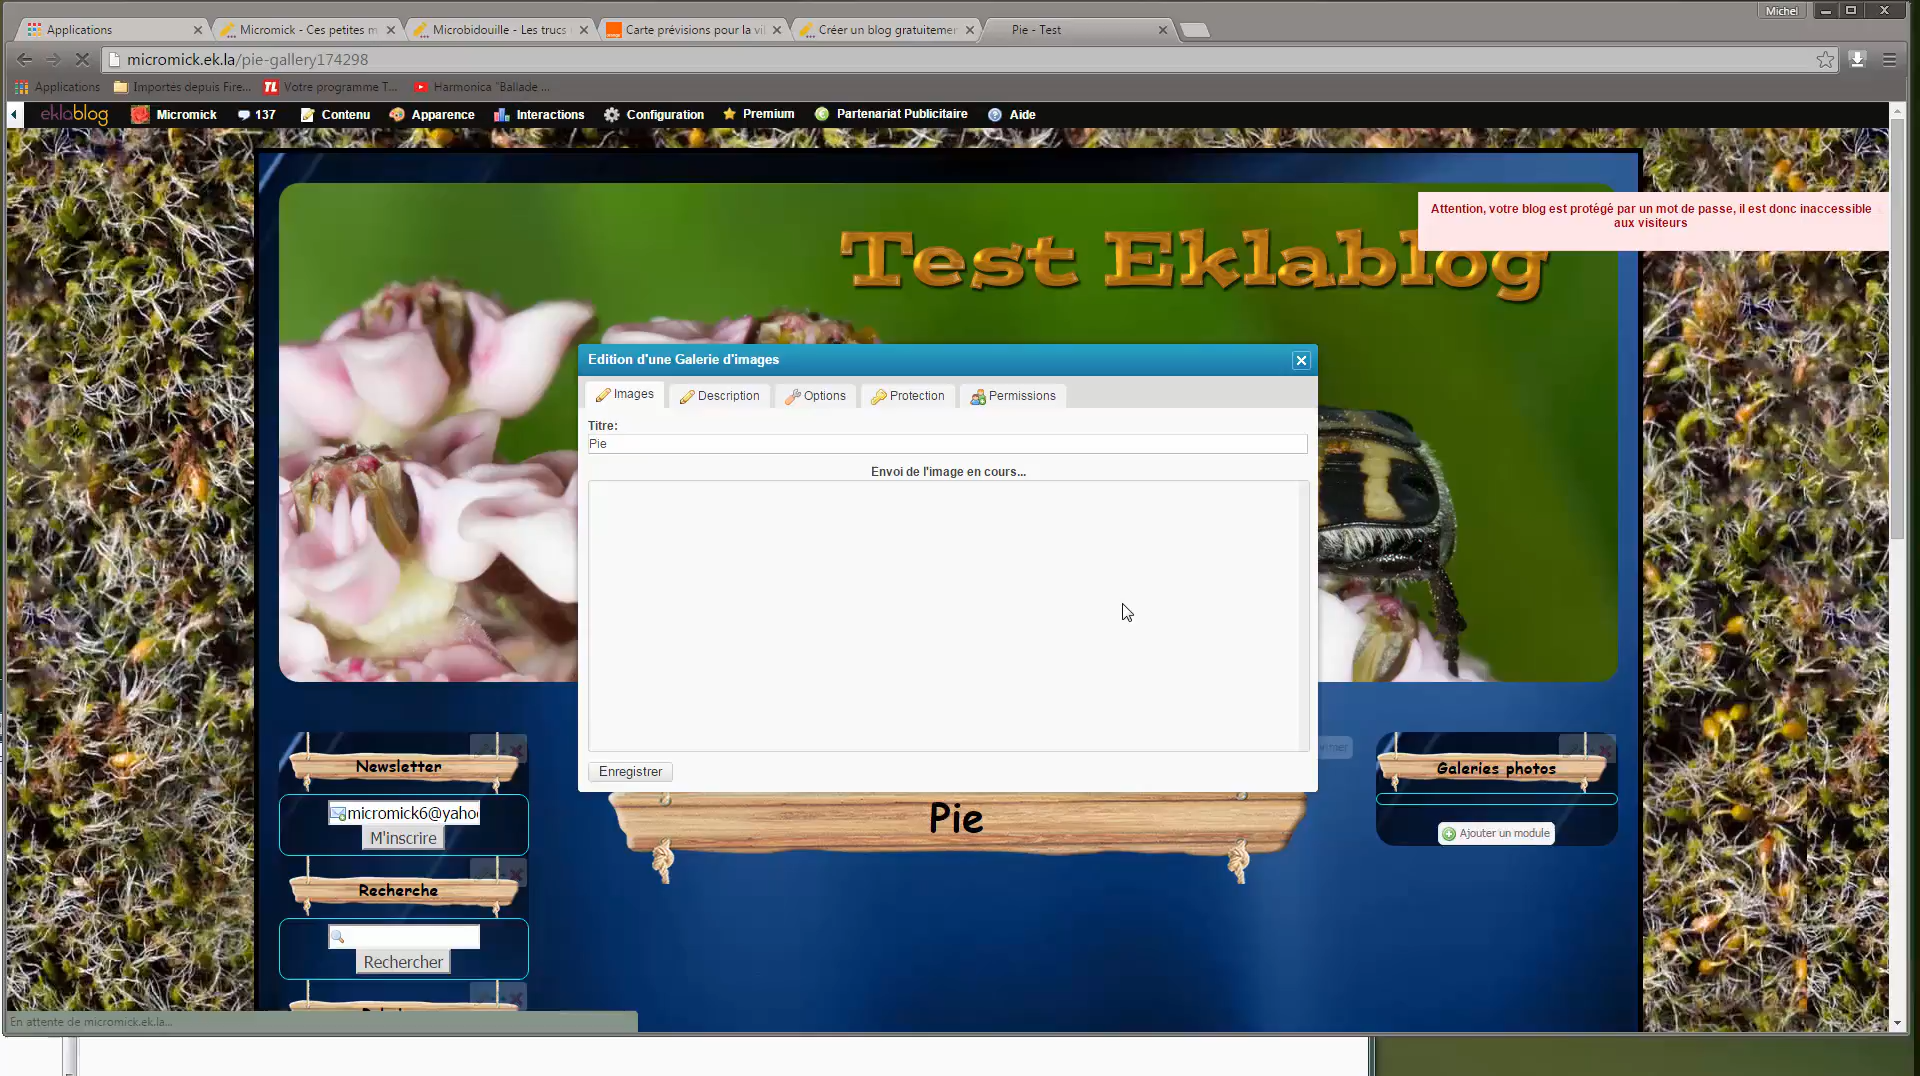 Michel
Applications
Micromick - Ces petites m
Microbidouille - Les trucs
Carte prévisions pour la vil
Créer un blog gratuitemen
Pie - Test
micromick.ek.la/pie-gallery174298
Applications
Importés depuis Fire...
Votre programme T...
Harmonica "Ballade ...
eklablog
Micromick
137
Contenu
Apparence
Interactions
Configuration
Premium
Partenariat Publicitaire
Aide
Attention, votre blog est protégé par un mot de passe, il est donc inaccessible
aux visiteurs
Test Eklablog
Edition d'une Galerie d'images
Images
Description
Options
Protection
Permissions
Titre:
Pie
Envoi de l'image en cours...
Enregistrer
Newsletter
micromick6@yaho
M'inscrire
Recherche
Rechercher
Pie
Galeries photos
Ajouter un module
En attente de micromick.ek.la...